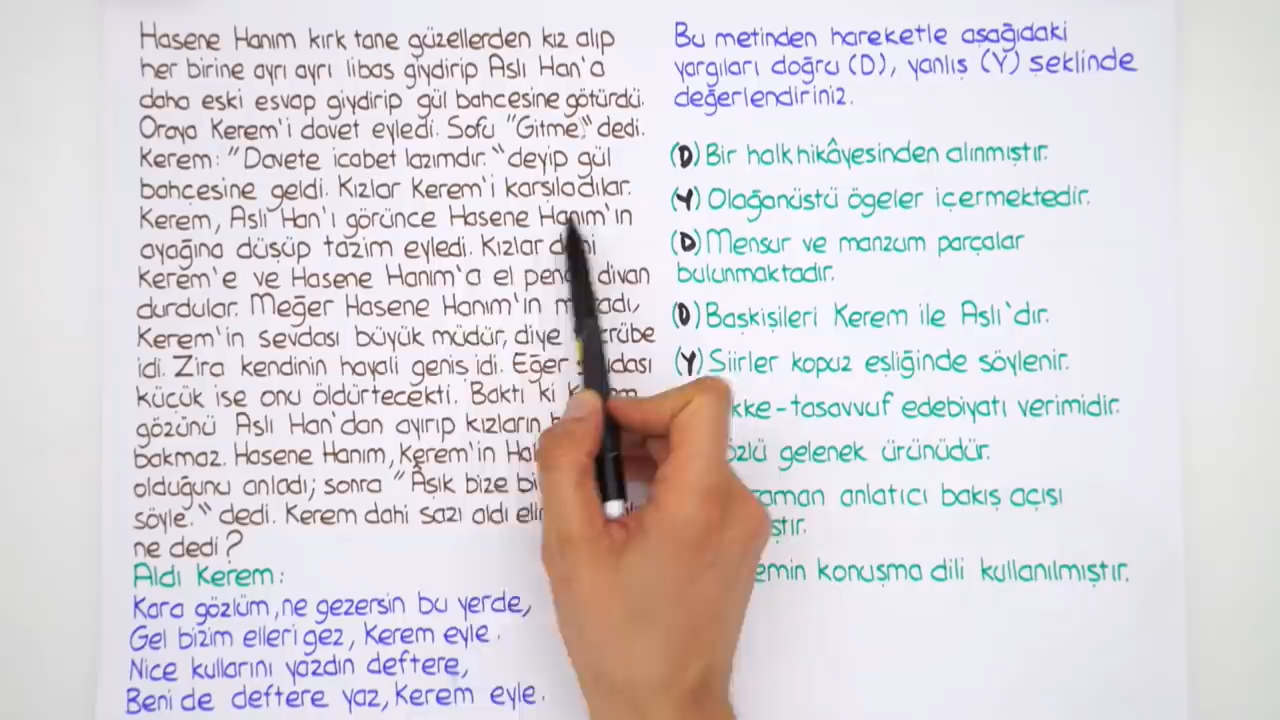 Hasene Hanım kırk tane güzellerden kız alıp
her birine ayrı ayrı libas giydirip Aslı Han'a
daha eski esvap giydirip gül bahçesine götürdü.
Oraya Kerem'i davet eyledi. Sofu "Gitme," dedi.
Kerem: "Davete icabet lazımdır." deyip gül
bahçesine geldi. Kızlar Kerem'i karşıladılar.
Kerem, Aslı Han'ı görünce Hasene Hanım'ın
ayağına düşüp tazim eyledi. Kızlar
Kerem'e ve Hasene Hanım'a el divan
durdular. Meğer Hasene Hanım'ın
Kerem'in sevdası büyük müdür, diye
idi. Zira kendinin hayali geniş idi. Eğer
küçük ise onu öldürtecekti. Baktı ki
gözünü Aslı Han'dan ayırıp kızların
bakmaz. Hasene Hanım, Kerem'in
olduğunu anladı; sonra "Âşık bize
söyle." dedi. Kerem dahi sazı aldı
ne dedi?
Aldı Kerem:
Kara gözlüm, ne gezersin bu yerde,
Gel bizim elleri gez, Kerem eyle.
Nice kullarını yazdın deftere,
Beni de deftere yaz, Kerem eyle.
Bu metinden hareketle aşağıdaki
yargıları doğru (D), yanlış (Y) şeklinde
değerlendiriniz.
(D) Bir halk hikâyesinden alınmıştır.
(Y) Olağanüstü ögeler içermektedir.
(D) Mensur ve manzum parçalar
bulunmaktadır.
(D) Başkişileri Kerem ile Aslı'dır.
(Y) Şiirler kopuz eşliğinde söylenir.
edebiyatı verimidir.
gelenek ürünüdür.
anlatıcı bakış açısı
konuşma dili kullanılmıştır.